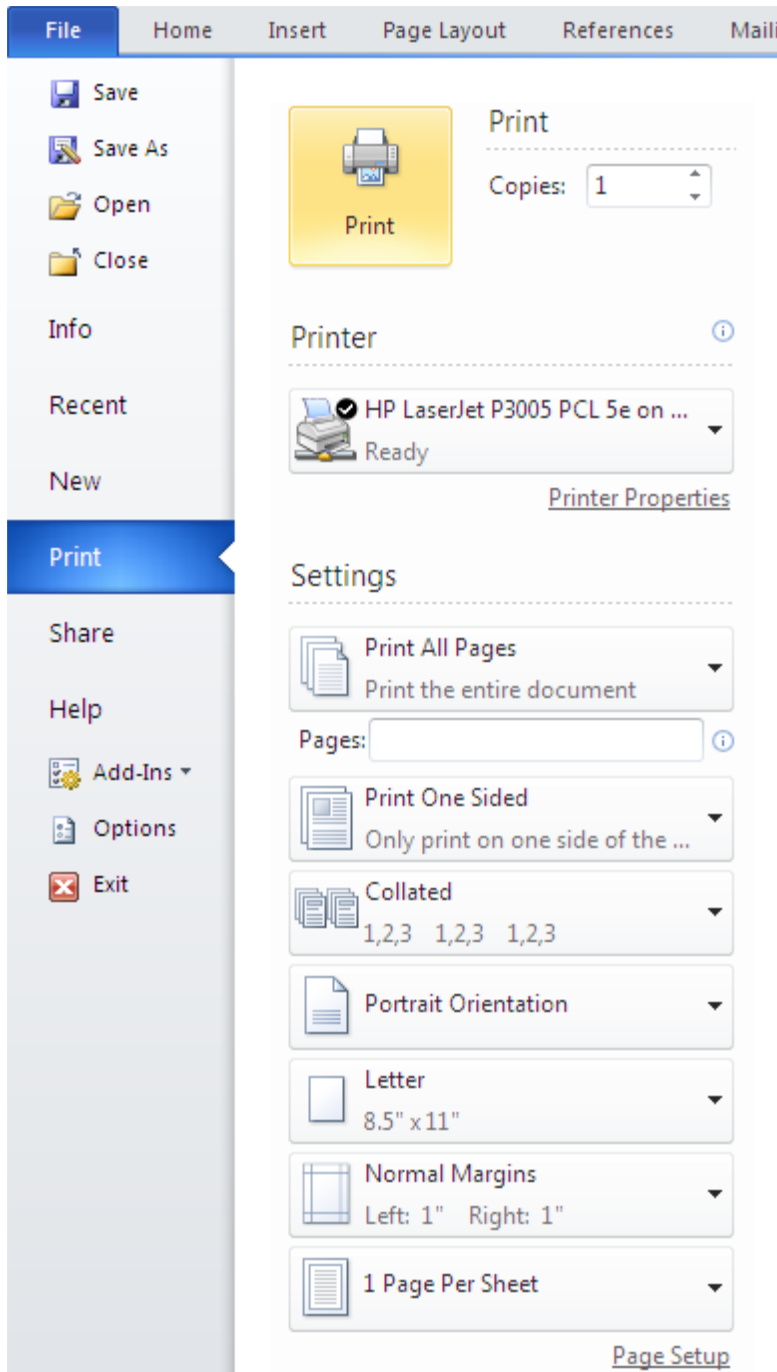 File Home Insert Page Layout References Maili
Save
Save As
Open
Close
Info
Recent
New
Print
Share
Help
Add-Ins
Options
Exit
Print
Print
Copies: 1
Printer
HP LaserJet P3005 PCL 5e on ...
Ready
Printer Properties
Settings
Print All Pages
Print the entire document
Pages:
Print One Sided
Only print on one side of the ...
Collated
1,2,3 1,2,3 1,2,3
Portrait Orientation
Letter
8.5" x 11"
Normal Margins
Left: 1" Right: 1"
1 Page Per Sheet
Page Setup